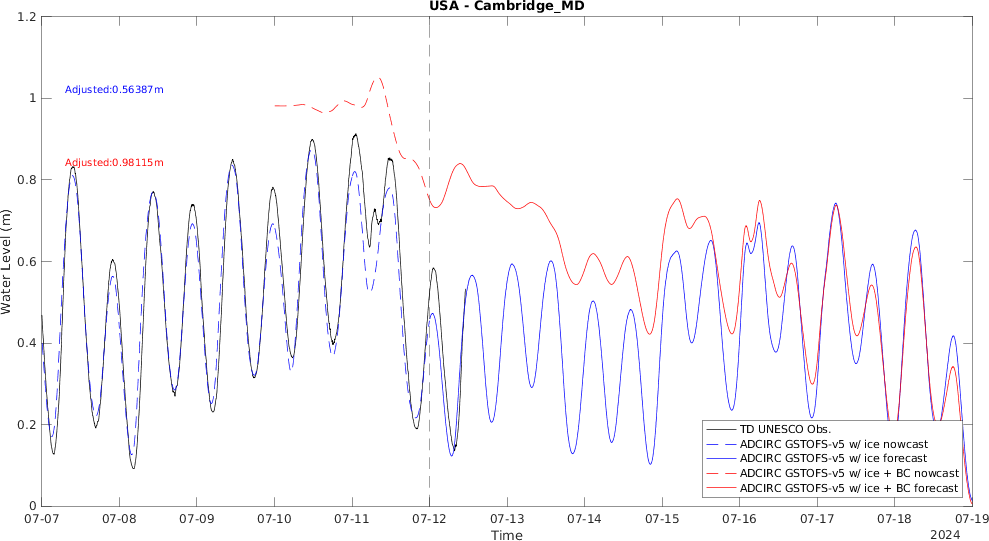 USA - Cambridge_MD
1.2
1
0.8
0.6
0.4
0.2
0
Water Level (m)
Adjusted:0.56387m
Adjusted:0.98115m
TD UNESCO Obs.
ADCIRC GSTOFS-v5 w/ ice nowcast
ADCIRC GSTOFS-v5 w/ ice forecast
ADCIRC GSTOFS-v5 w/ ice + BC nowcast
ADCIRC GSTOFS-v5 w/ ice + BC forecast
07-07 07-08 07-09 07-10 07-11 07-12 07-13 07-14 07-15 07-16 07-17 07-18 07-19
Time
2024